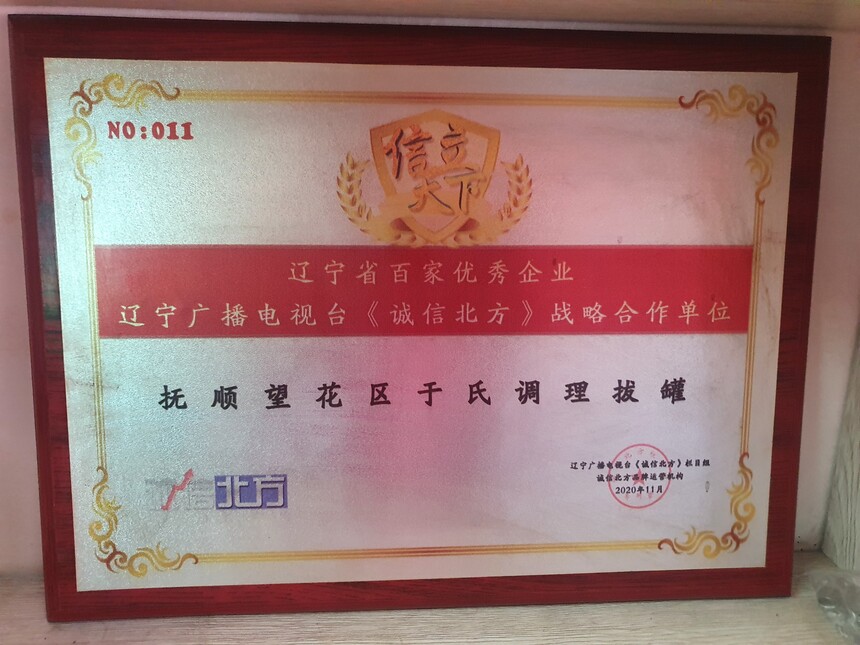 NO:011
信立
天下
辽宁省百家优秀企业
辽宁广播电视台《诚信北方》战略合作单位
抚顺望花区于氏调理拔罐
辽宁广播电视台《诚信北方》栏目组
诚信北方品牌运营机构
2020年11月
信北方